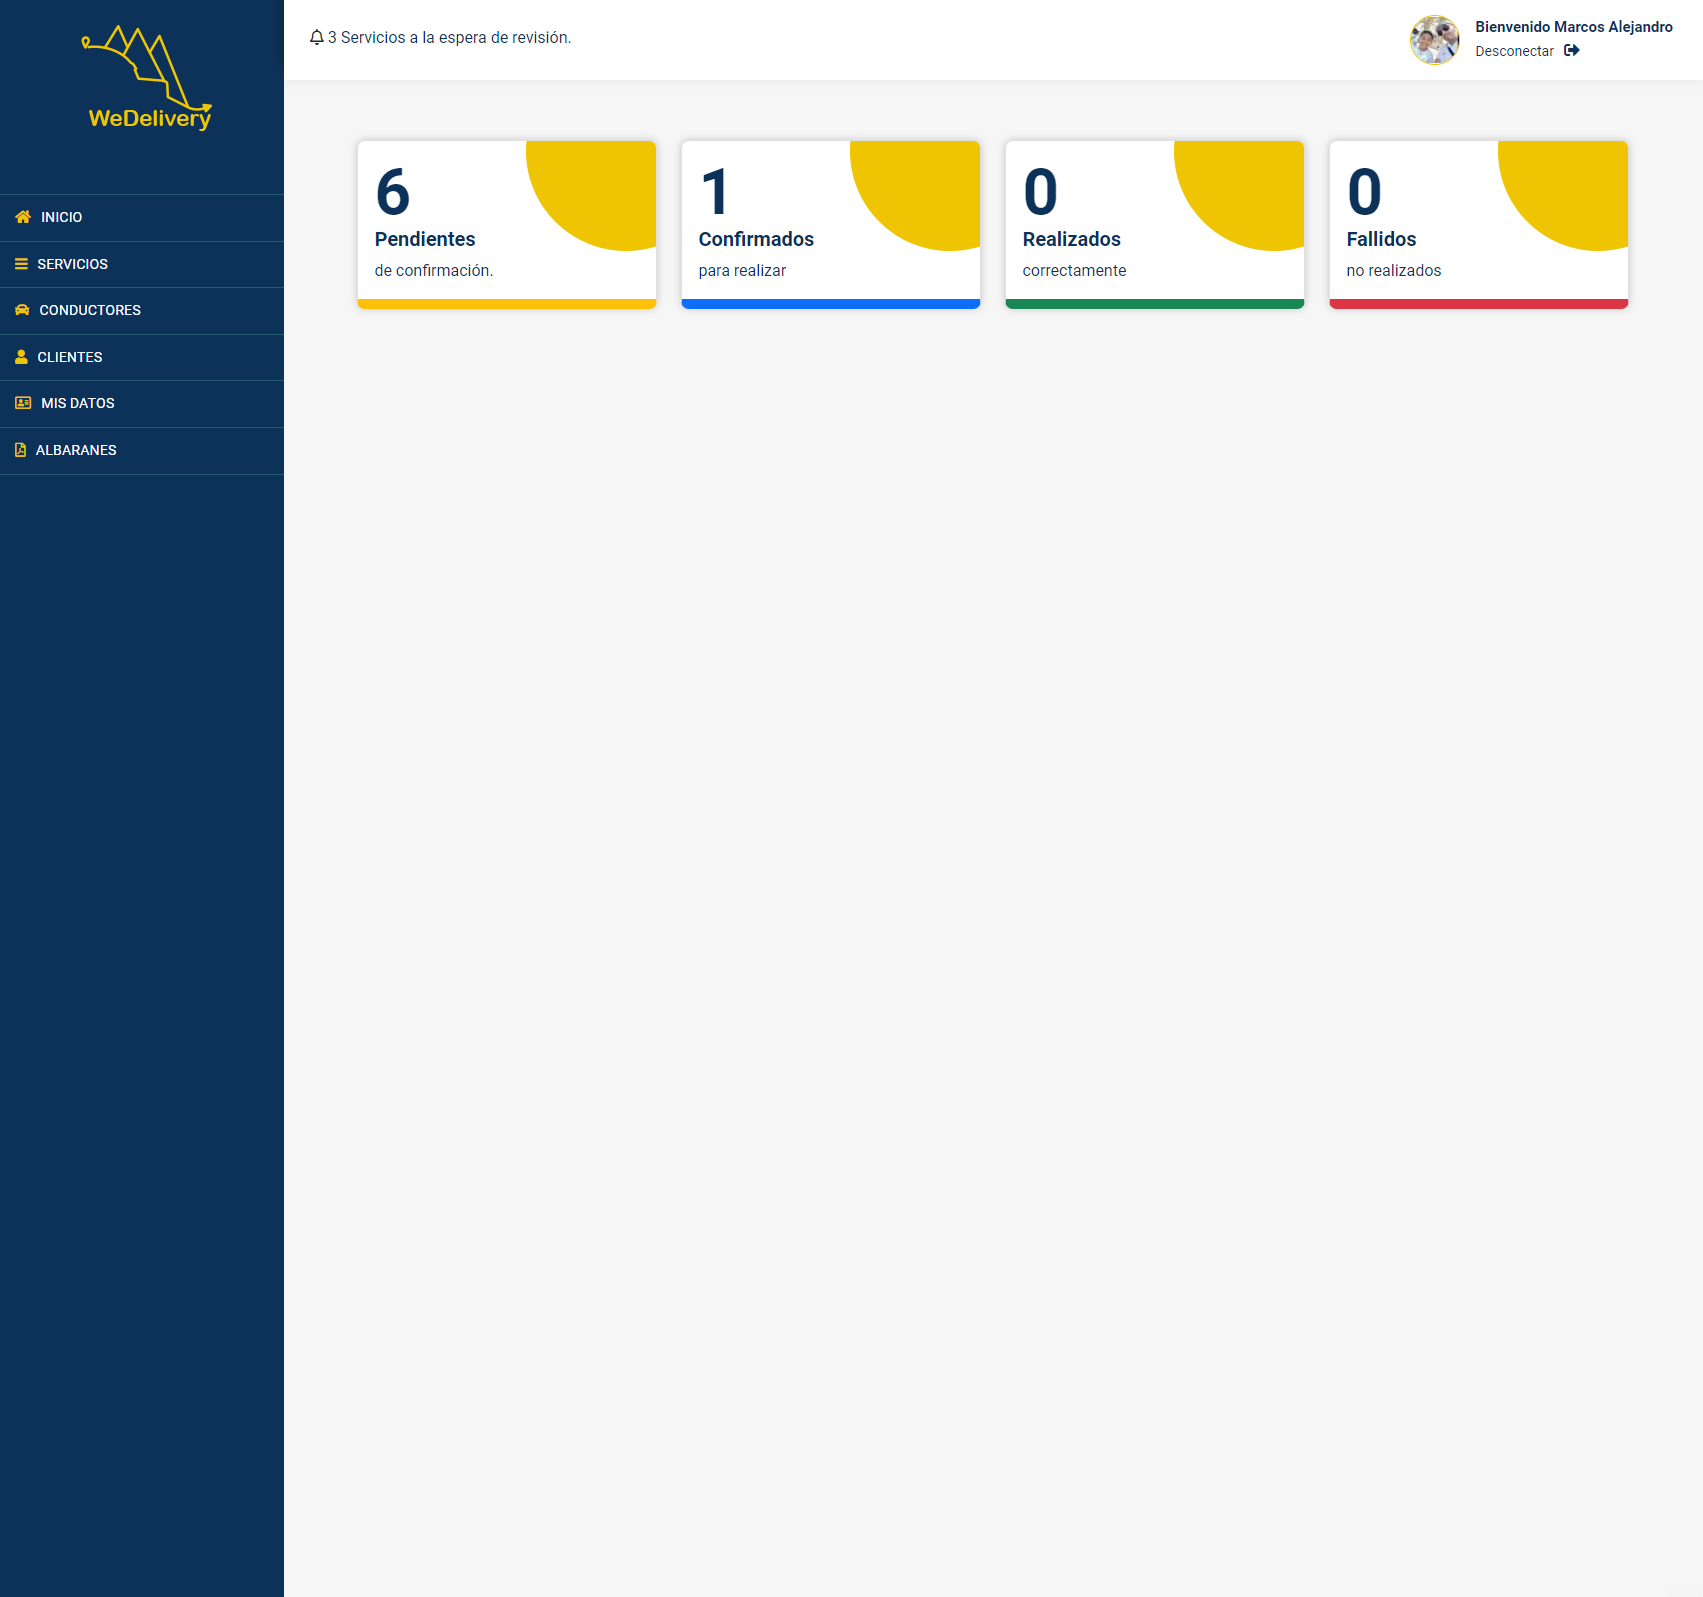 WeDelivery
INICIO
SERVICIOS
CONDUCTORES
CLIENTES
MIS DATOS
ALBARANES
3 Servicios a la espera de revisión.
Bienvenido Marcos Alejandro
Desconectar
6
Pendientes
de confirmación.
1
Confirmados
para realizar
0
Realizados
correctamente
0
Fallidos
no realizados